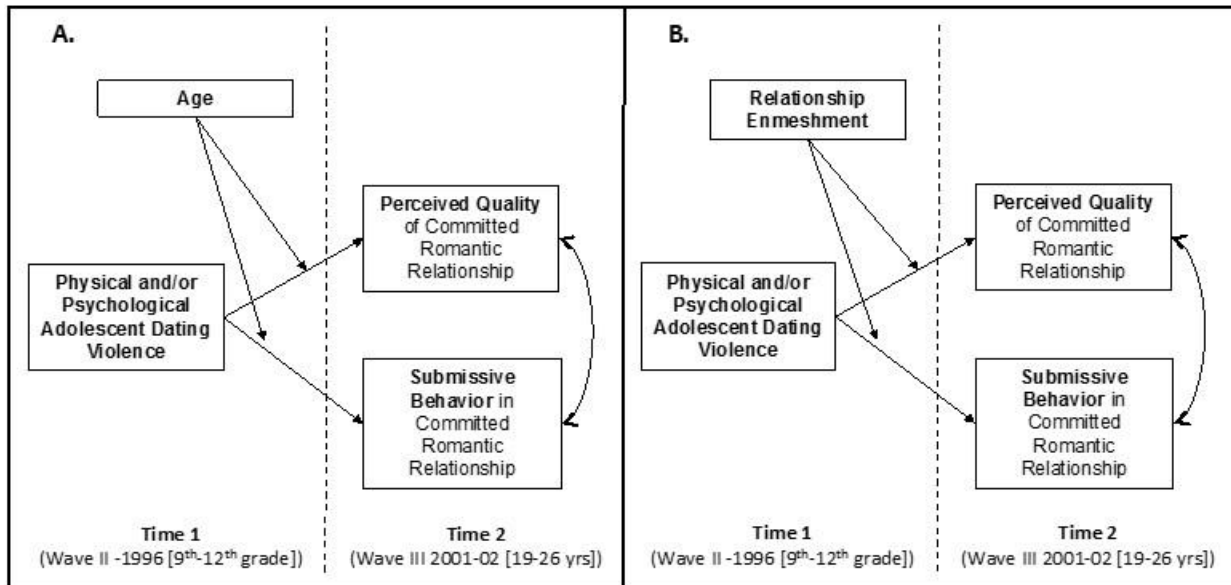 A.
Age
Perceived Quality
of Committed
Romantic
Relationship
Physical and/or
Psychological
Adolescent Dating
Violence
Submissive
Behavior in
Committed
Romantic
Relationship
Time 1
(Wave II -1996 [9th-12th grade])
Time 2
(Wave III 2001-02 [19-26 yrs])
B.
Relationship
Enmeshment
Perceived Quality
of Committed
Romantic
Relationship
Physical and/or
Psychological
Adolescent Dating
Violence
Submissive
Behavior in
Committed
Romantic
Relationship
Time 1
(Wave II -1996 [9th-12th grade])
Time 2
(Wave III 2001-02 [19-26 yrs])